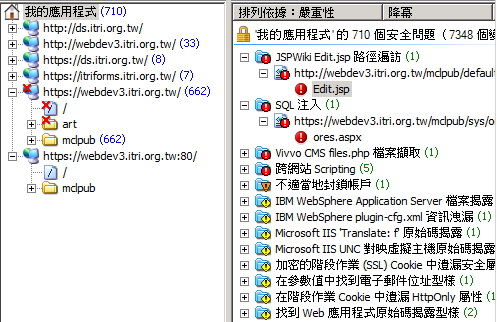 我的應用程式 (710)
http://ds.itri.org.tw/
http://webdev3.itri.org.tw/ (33)
https://ds.itri.org.tw/ (8)
http://itriforms.itri.org.tw/ (7)
https://webdev3.itri.org.tw/ (662)
/
art
mclpub (662)
https://webdev3.itri.org.tw:80/
/
mclpub
排列依據：嚴重性 降冪
'我的應用程式' 的 710 個安全問題 (7348 個變
JSPWiki Edit.jsp 路徑遍訪 (1)
http://webdev3.itri.org.tw/mclpub/defaul
Edit.jsp
SQL 注入 (1)
https://webdev3.itri.org.tw/mclpub/sys/o
ores.aspx
Vivvo CMS files.php 檔案擷取 (1)
跨網站 Scripting (5)
不適當地封鎖帳戶 (1)
IBM WebSphere Application Server 檔案揭露
IBM WebSphere plugin-cfg.xml 資訊洩漏 (1)
Microsoft IIS 'Translate: f' 原始碼揭露 (1)
Microsoft IIS UNC 對映虛擬主機原始碼揭露
加密的階段作業 (SSL) Cookie 中遺漏安全屬
在參數值中找到電子郵件位址型樣 (1)
在階段作業 Cookie 中遺漏 HttpOnly 屬性 (1)
找到 Web 應用程式原始碼揭露型樣 (2)